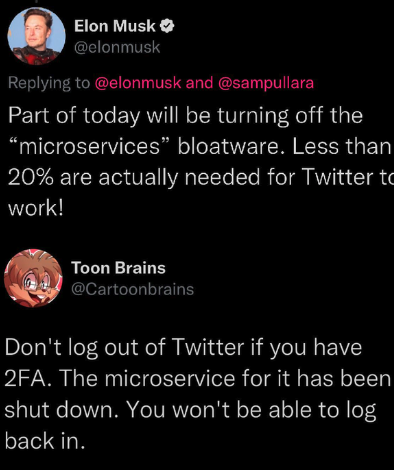 Elon Musk
@elonmusk
Replying to @elonmusk and @sampullara
Part of today will be turning off the
“microservices” bloatware. Less than
20% are actually needed for Twitter to
work!
Toon Brains
@Cartoonbrains
Don't log out of Twitter if you have
2FA. The microservice for it has been
shut down. You won't be able to log
back in.